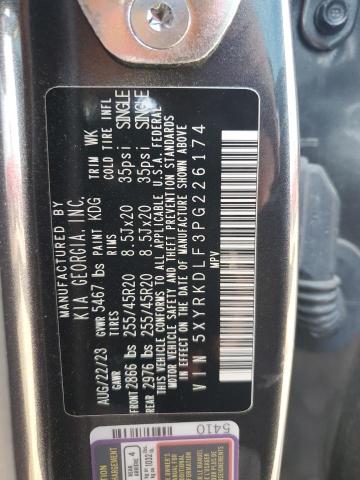 MANUFACTURED BY
KIA GEORGIA, INC.
AUG/22/23 GVWR 5467 lbs PAINT KDG TRIM WK
GAWR TIRES RIMS COLD TIRE INFL
FRONT 2866 lbs 255/45R20 8.5Jx20 35psi SINGLE
REAR 2976 lbs 255/45R20 8.5Jx20 35psi SINGLE
THIS VEHICLE CONFORMS TO ALL APPLICABLE U.S.A. FEDERAL
MOTOR VEHICLE SAFETY AND THEFT PREVENTION STANDARDS
IN EFFECT ON THE DATE OF MANUFACTURE SHOWN ABOVE.
VIN 5XYRKDLF3PG226174
MPV
5410
REAR
ARRIÈRE 4